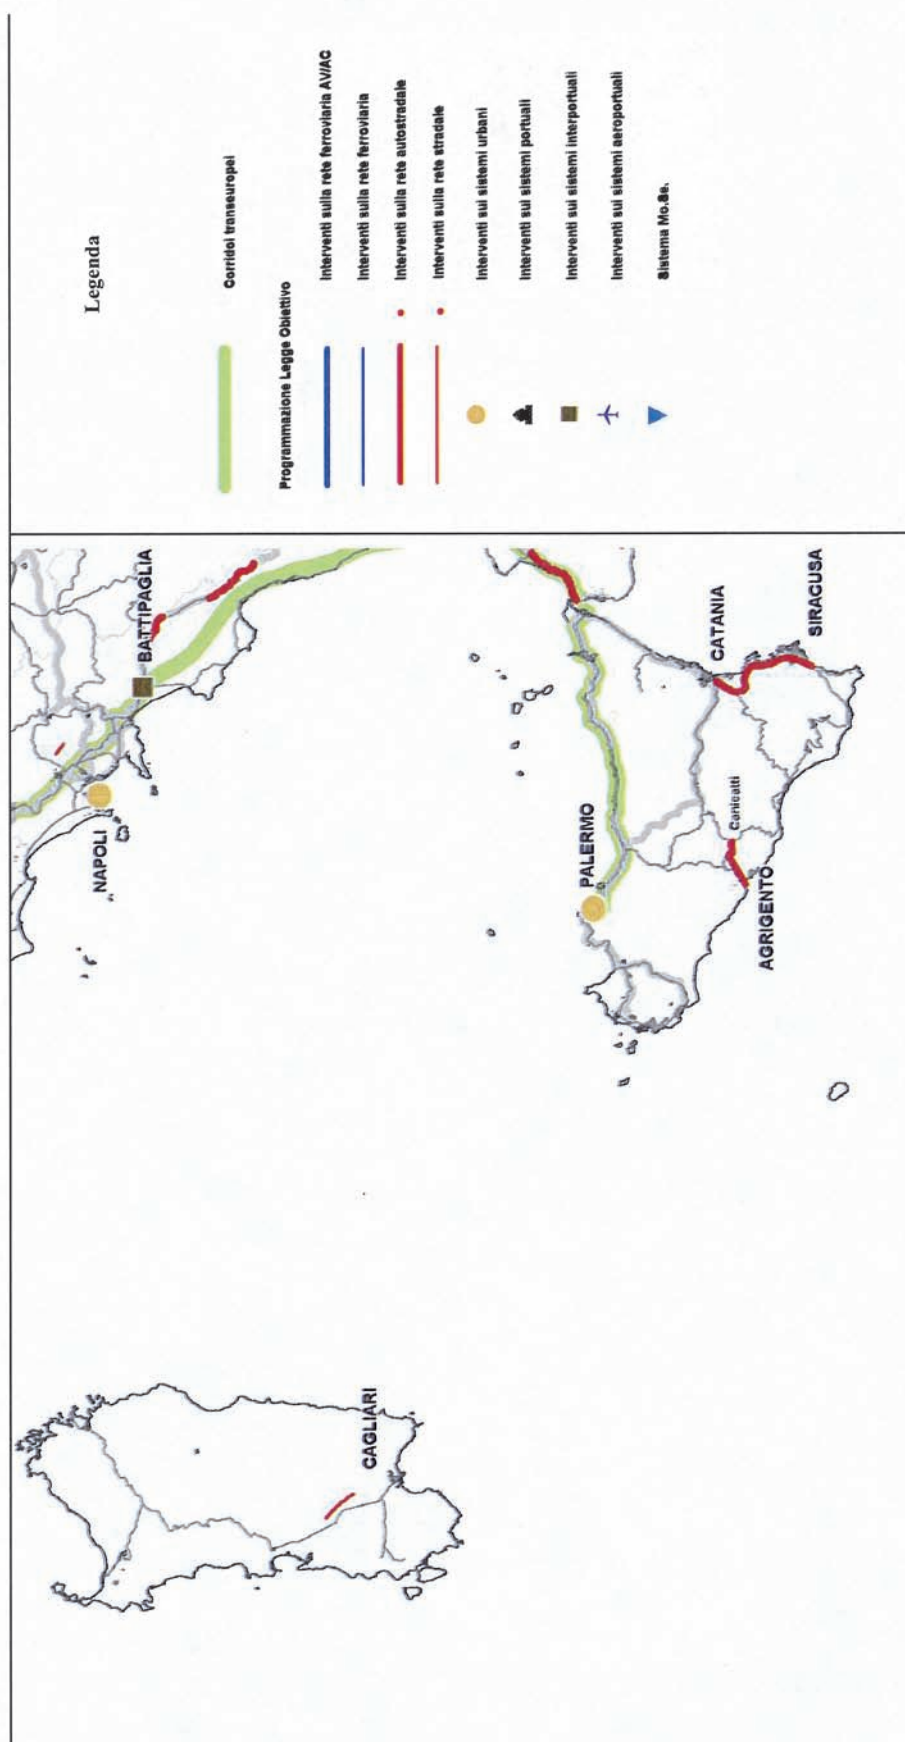 Legenda
Corridoi transeuropei
Programmazione Legge Obiettivo
Interventi sulla rete ferroviaria AV/AC
Interventi sulla rete ferroviaria
Interventi sulla rete autostradale
Interventi sulla rete stradale
Interventi sui sistemi urbani
Interventi sui sistemi portuali
Interventi sui sistemi interportuali
Interventi sui sistemi aeroportuali
Sistema Mo.Se.
NAPOLI
BATTIPAGLIA
PALERMO
CATANIA
Canicatti
AGRIGENTO
SIRACUSA
CAGLIARI